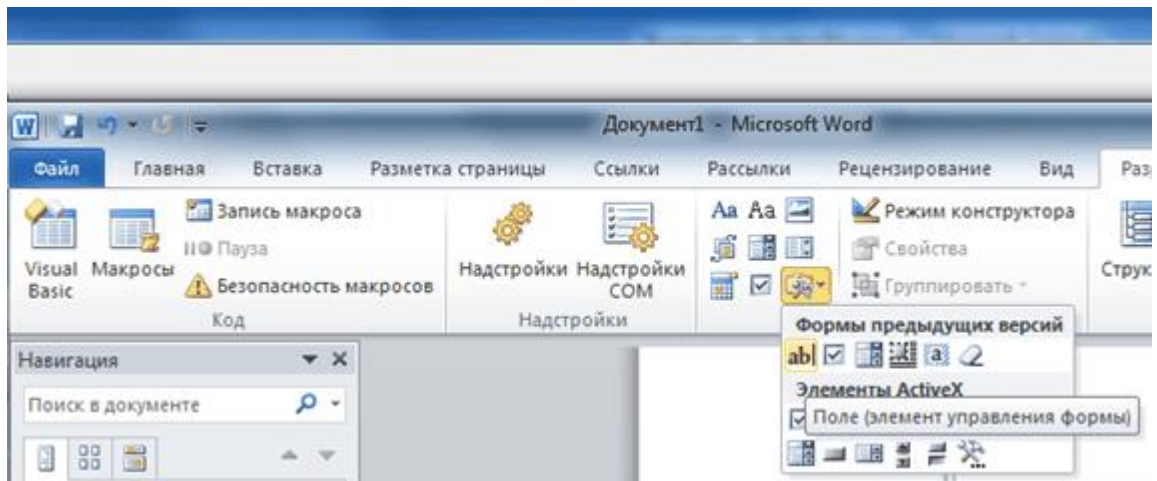 Документ1 - Microsoft Word
Файл Главная Вставка Разметка страницы Ссылки Рассылки Рецензирование Вид Раз
Visual Basic
Макросы
Запись макроса
Пауза
Безопасность макросов
Код
Надстройки
Надстройки COM
Надстройки
Aa Aa
Режим конструктора
Свойства
Группировать
Струк
Формы предыдущих версий
ab|
a
Элементы ActiveX
Поле (элемент управления формы)
Навигация
Поиск в документе